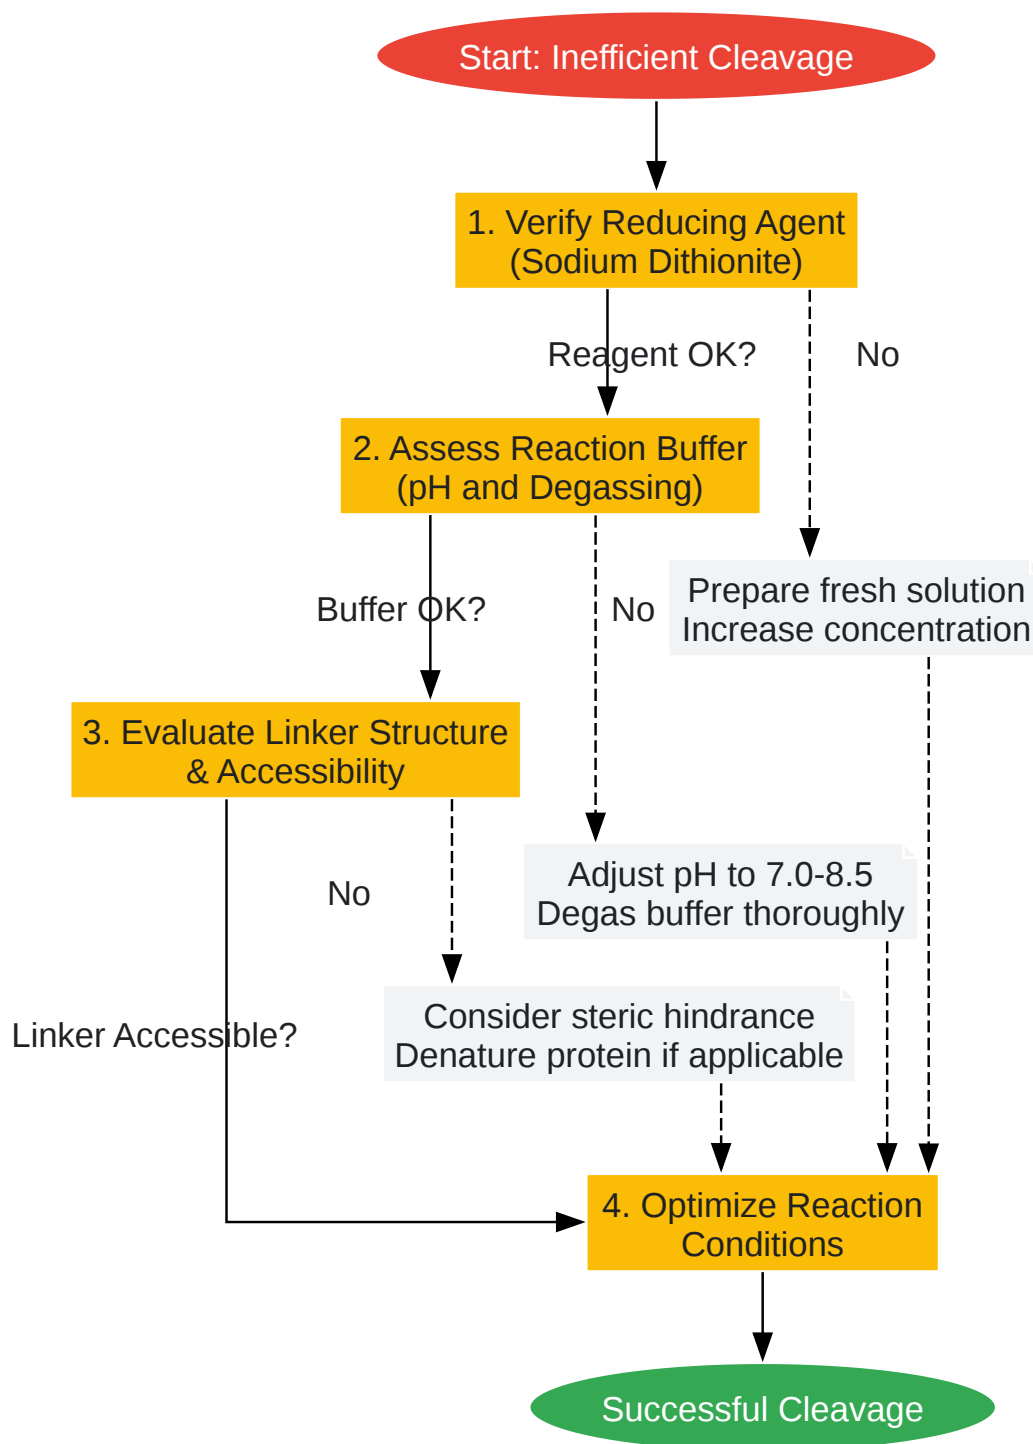 Start: Inefficient Cleavage
1. Verify Reducing Agent
(Sodium Dithionite)
Reagent OK?
No
2. Assess Reaction Buffer
(pH and Degassing)
Prepare fresh solution
Increase concentration
Buffer OK?
No
3. Evaluate Linker Structure
& Accessibility
Adjust pH to 7.0-8.5
Degas buffer thoroughly
No
Consider steric hindrance
Denature protein if applicable
Linker Accessible?
4. Optimize Reaction
Conditions
Successful Cleavage